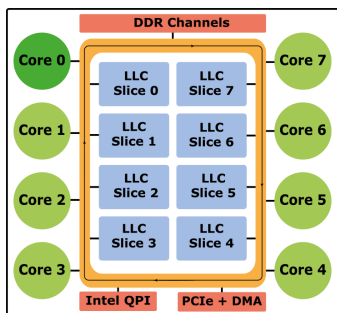 DDR Channels
Core 0
Core 7
LLC
Slice 0
LLC
Slice 7
Core 1
Core 6
LLC
Slice 1
LLC
Slice 6
Core 2
Core 5
LLC
Slice 2
LLC
Slice 5
Core 3
Core 4
LLC
Slice 3
LLC
Slice 4
Intel QPI
PCIe + DMA